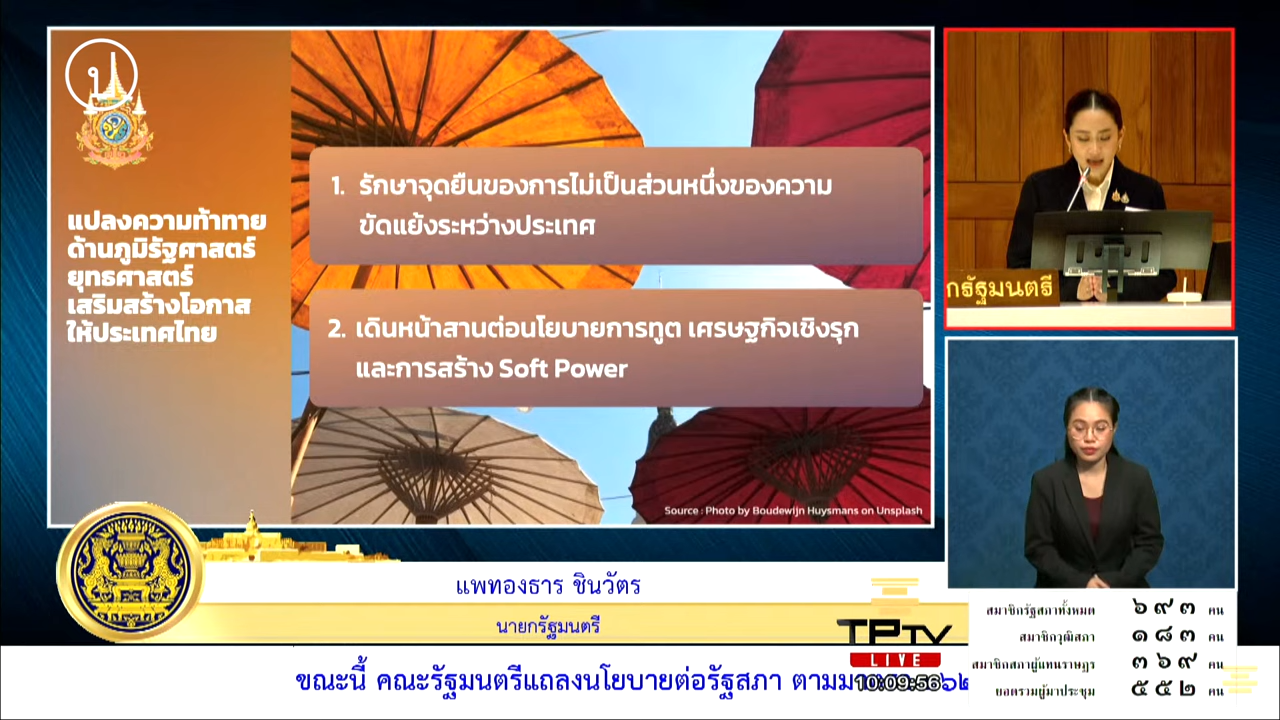 ป
แปลงความท้าทาย
ด้านภูมิรัฐศาสตร์
ยุทธศาสตร์
เสริมสร้างโอกาส
ให้ประเทศไทย
1. รักษาจุดยืนของการไม่เป็นส่วนหนึ่งของความ
ขัดแย้งระหว่างประเทศ
2. เดินหน้าสานต่อนโยบายการทูต เศรษฐกิจเชิงรุก
และการสร้าง Soft Power
Source : Photo by Boudewijn Huysmans on Unsplash
กรัฐมนตรี
แพทองธาร ชินวัตร
นายกรัฐมนตรี
TPTV
LIVE
10:09:56
ขณะนี้ คณะรัฐมนตรีแถลงนโยบายต่อรัฐสภา ตามม
สมาชิกรัฐสภาทั้งหมด ๖๙๓ คน
สมาชิกวุฒิสภา ๑๘๓ คน
สมาชิกสภาผู้แทนราษฎร ๓๖๙ คน
ยอดรวมผู้มาประชุม ๕๕๒ คน